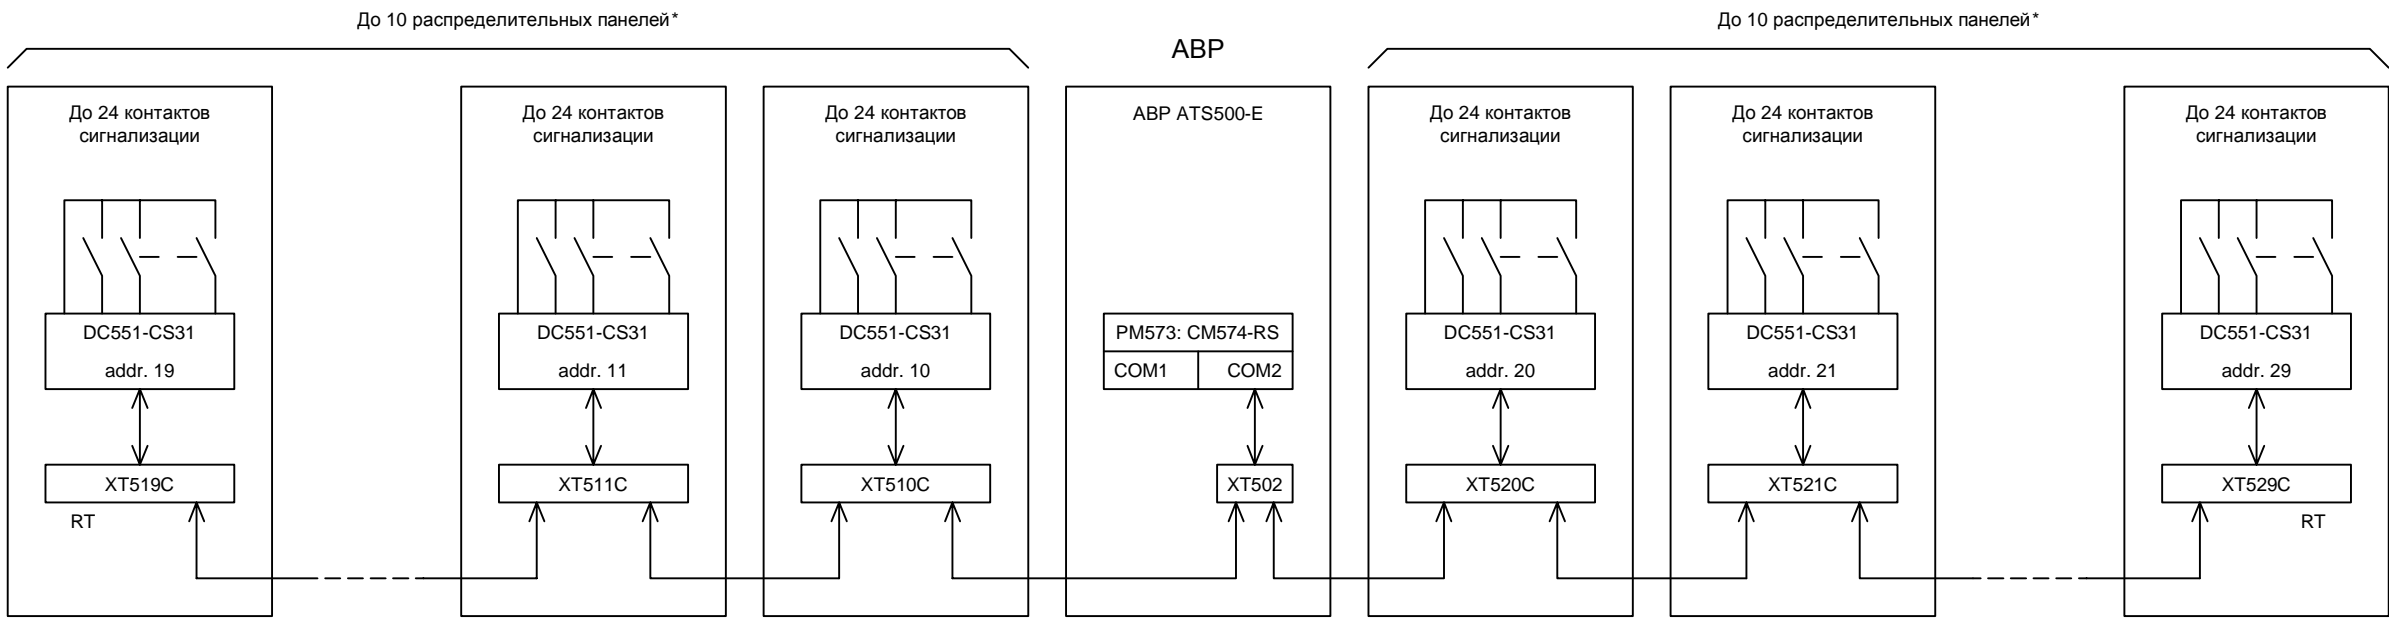 До 10 распределительных панелей*
До 10 распределительных панелей*
АВР
До 24 контактов
сигнализации
DC551-CS31
addr. 19
XT519C
RT
До 24 контактов
сигнализации
DC551-CS31
addr. 11
XT511C
До 24 контактов
сигнализации
DC551-CS31
addr. 10
XT510C
АВР ATS500-E
PM573: CM574-RS
COM1
COM2
XT502
До 24 контактов
сигнализации
DC551-CS31
addr. 20
XT520C
До 24 контактов
сигнализации
DC551-CS31
addr. 21
XT521C
До 24 контактов
сигнализации
DC551-CS31
addr. 29
XT529C
RT